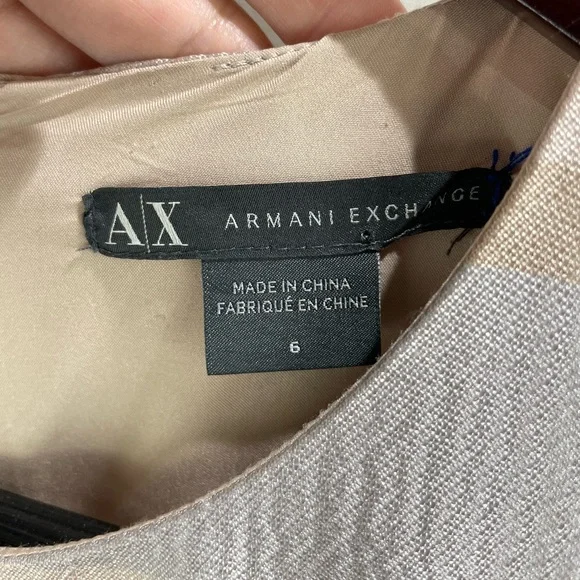 A|X ARMANI EXCHANGE
MADE IN CHINA
FABRIQUÉ EN CHINE
6